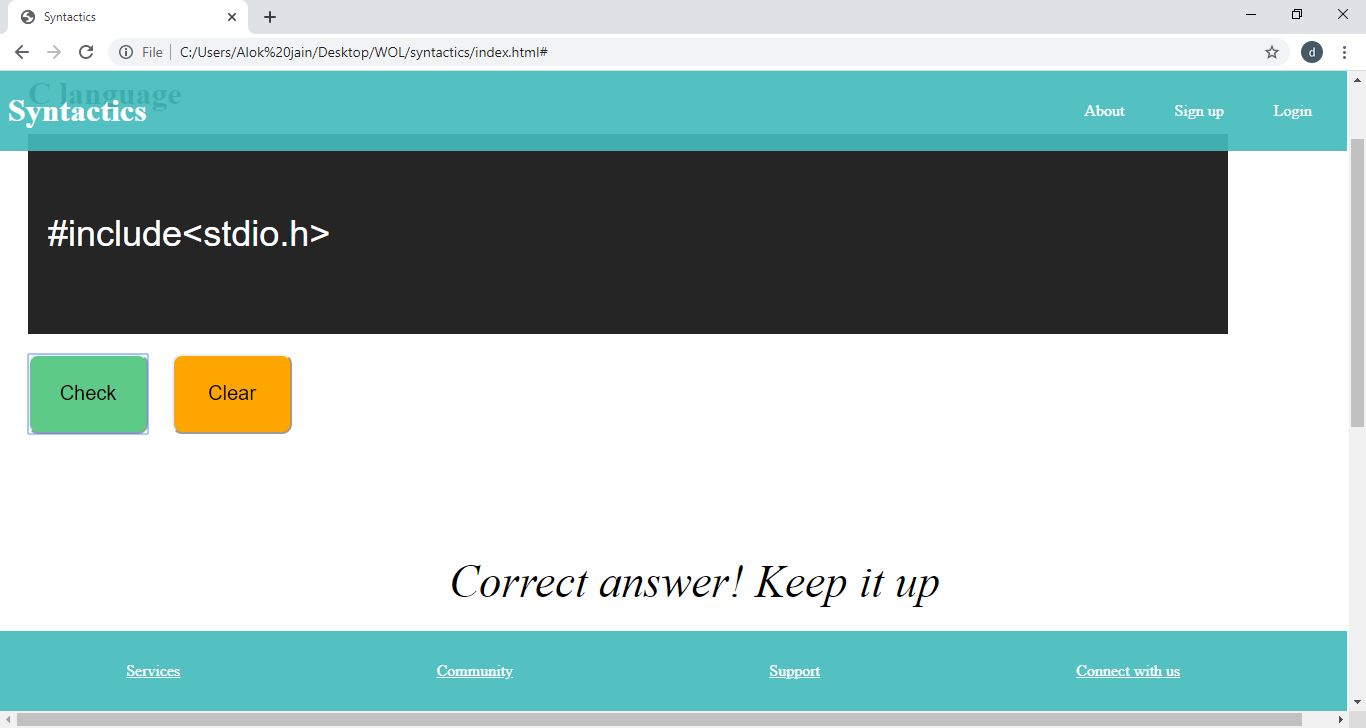 Syntactics
File
C:/Users/Alok%20jain/Desktop/WOL/syntactics/index.html#
d
C language
Syntactics
About
Sign up
Login
#include<stdio.h>
Check
Clear
Correct answer! Keep it up
Services
Community
Support
Connect with us